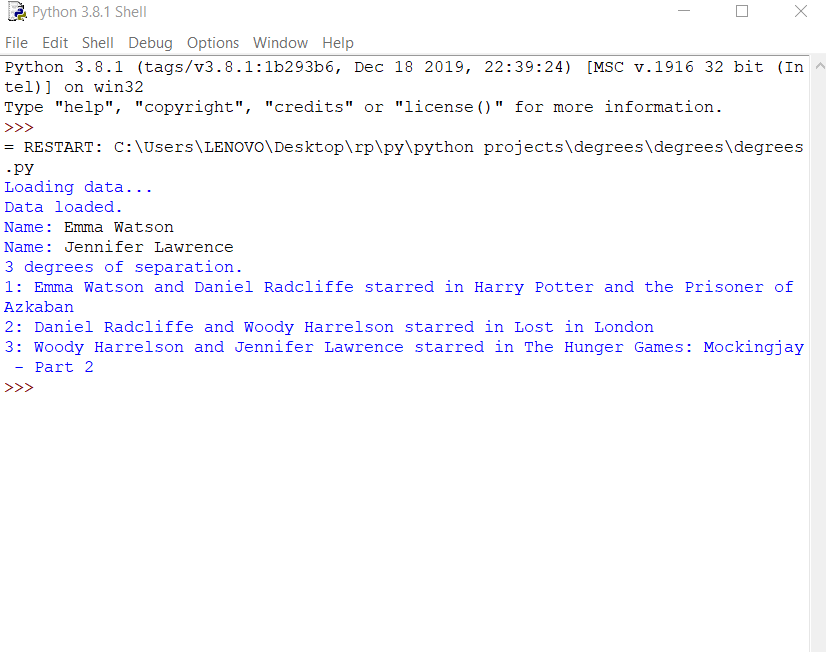 Python 3.8.1 Shell
File Edit Shell Debug Options Window Help
Python 3.8.1 (tags/v3.8.1:1b293b6, Dec 18 2019, 22:39:24) [MSC v.1916 32 bit (In
tel)] on win32
Type "help", "copyright", "credits" or "license()" for more information.
>>>
= RESTART: C:\Users\LENOVO\Desktop\rp\py\python projects\degrees\degrees\degrees
.py
Loading data...
Data loaded.
Name: Emma Watson
Name: Jennifer Lawrence
3 degrees of separation.
1: Emma Watson and Daniel Radcliffe starred in Harry Potter and the Prisoner of
Azkaban
2: Daniel Radcliffe and Woody Harrelson starred in Lost in London
3: Woody Harrelson and Jennifer Lawrence starred in The Hunger Games: Mockingjay
 - Part 2
>>>